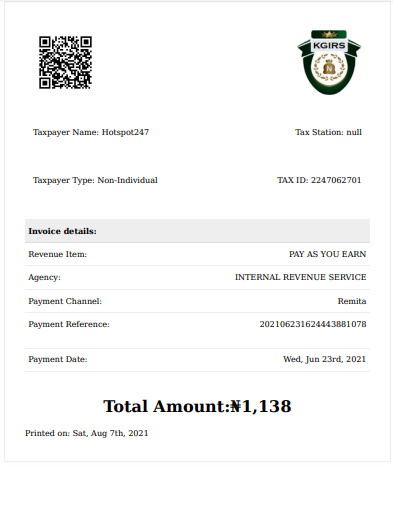 KGIRS
Taxpayer Name: Hotspot247
Tax Station: null
Taxpayer Type: Non-Individual
TAX ID: 2247062701
Invoice details:
Revenue Item: PAY AS YOU EARN
Agency: INTERNAL REVENUE SERVICE
Payment Channel: Remita
Payment Reference: 202106231624443881078
Payment Date: Wed, Jun 23rd, 2021
Total Amount:₦1,138
Printed on: Sat, Aug 7th, 2021